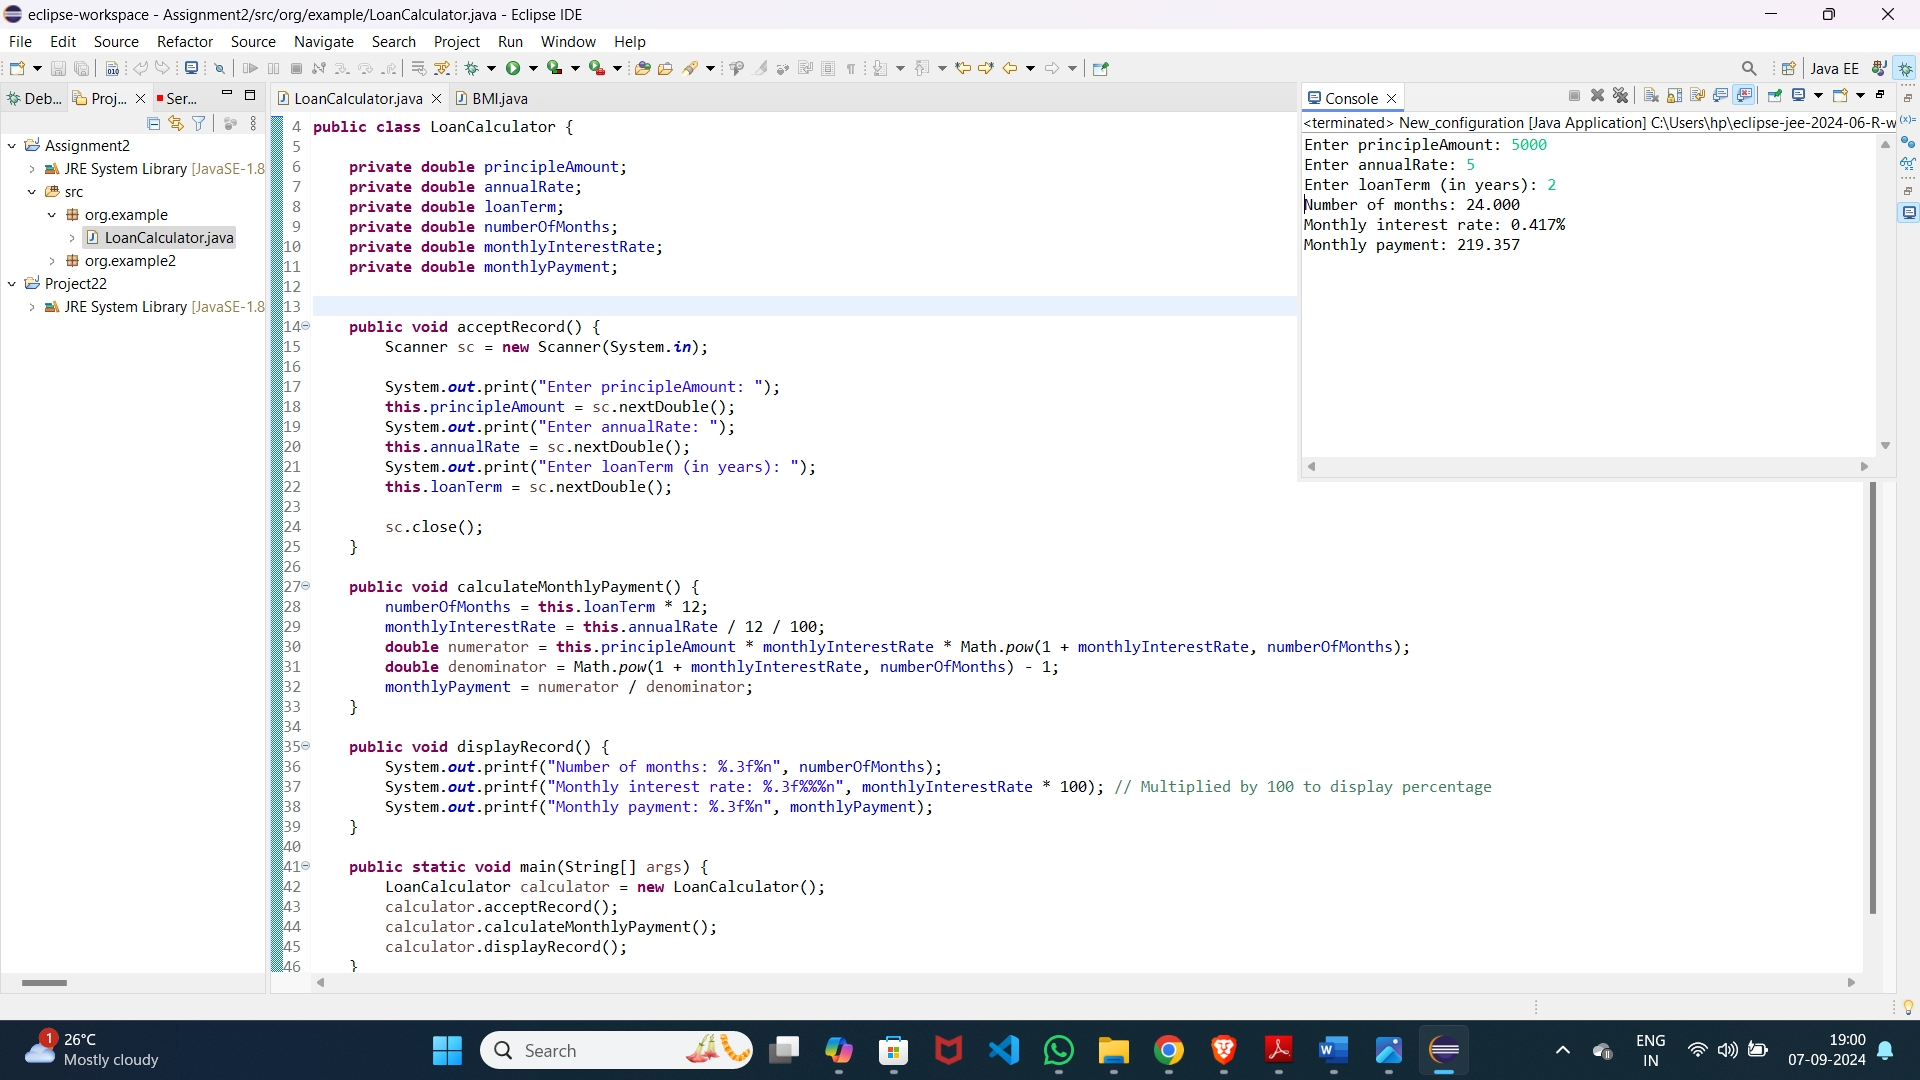 eclipse-workspace - Assignment2/src/org/example/LoanCalculator.java - Eclipse IDE
File Edit Source Refactor Source Navigate Search Project Run Window Help
Java EE
Deb... Proj... Ser...
Assignment2
JRE System Library [JavaSE-1.8
src
org.example
LoanCalculator.java
org.example2
Project22
JRE System Library [JavaSE-1.8
LoanCalculator.java BMI.java
4 public class LoanCalculator {
5
6 private double principleAmount;
7 private double annualRate;
8 private double loanTerm;
9 private double numberOfMonths;
10 private double monthlyInterestRate;
11 private double monthlyPayment;
12
13
14 public void acceptRecord() {
15 Scanner sc = new Scanner(System.in);
16
17 System.out.print("Enter principleAmount: ");
18 this.principleAmount = sc.nextDouble();
19 System.out.print("Enter annualRate: ");
20 this.annualRate = sc.nextDouble();
21 System.out.print("Enter loanTerm (in years): ");
22 this.loanTerm = sc.nextDouble();
23
24 sc.close();
25 }
26
27 public void calculateMonthlyPayment() {
28 numberOfMonths = this.loanTerm * 12;
29 monthlyInterestRate = this.annualRate / 12 / 100;
30 double numerator = this.principleAmount * monthlyInterestRate * Math.pow(1 + monthlyInterestRate, numberOfMonths);
31 double denominator = Math.pow(1 + monthlyInterestRate, numberOfMonths) - 1;
32 monthlyPayment = numerator / denominator;
33 }
34
35 public void displayRecord() {
36 System.out.printf("Number of months: %.3f%n", numberOfMonths);
37 System.out.printf("Monthly interest rate: %.3f%%%n", monthlyInterestRate * 100); // Multiplied by 100 to display percentage
38 System.out.printf("Monthly payment: %.3f%n", monthlyPayment);
39 }
40
41 public static void main(String[] args) {
42 LoanCalculator calculator = new LoanCalculator();
43 calculator.acceptRecord();
44 calculator.calculateMonthlyPayment();
45 calculator.displayRecord();
46 }
Console
<terminated> New_configuration [Java Application] C:\Users\hp\eclipse-jee-2024-06-R-w
Enter principleAmount: 5000
Enter annualRate: 5
Enter loanTerm (in years): 2
Number of months: 24.000
Monthly interest rate: 0.417%
Monthly payment: 219.357
1
26°C
Mostly cloudy
Search
ENG
IN
19:00
07-09-2024